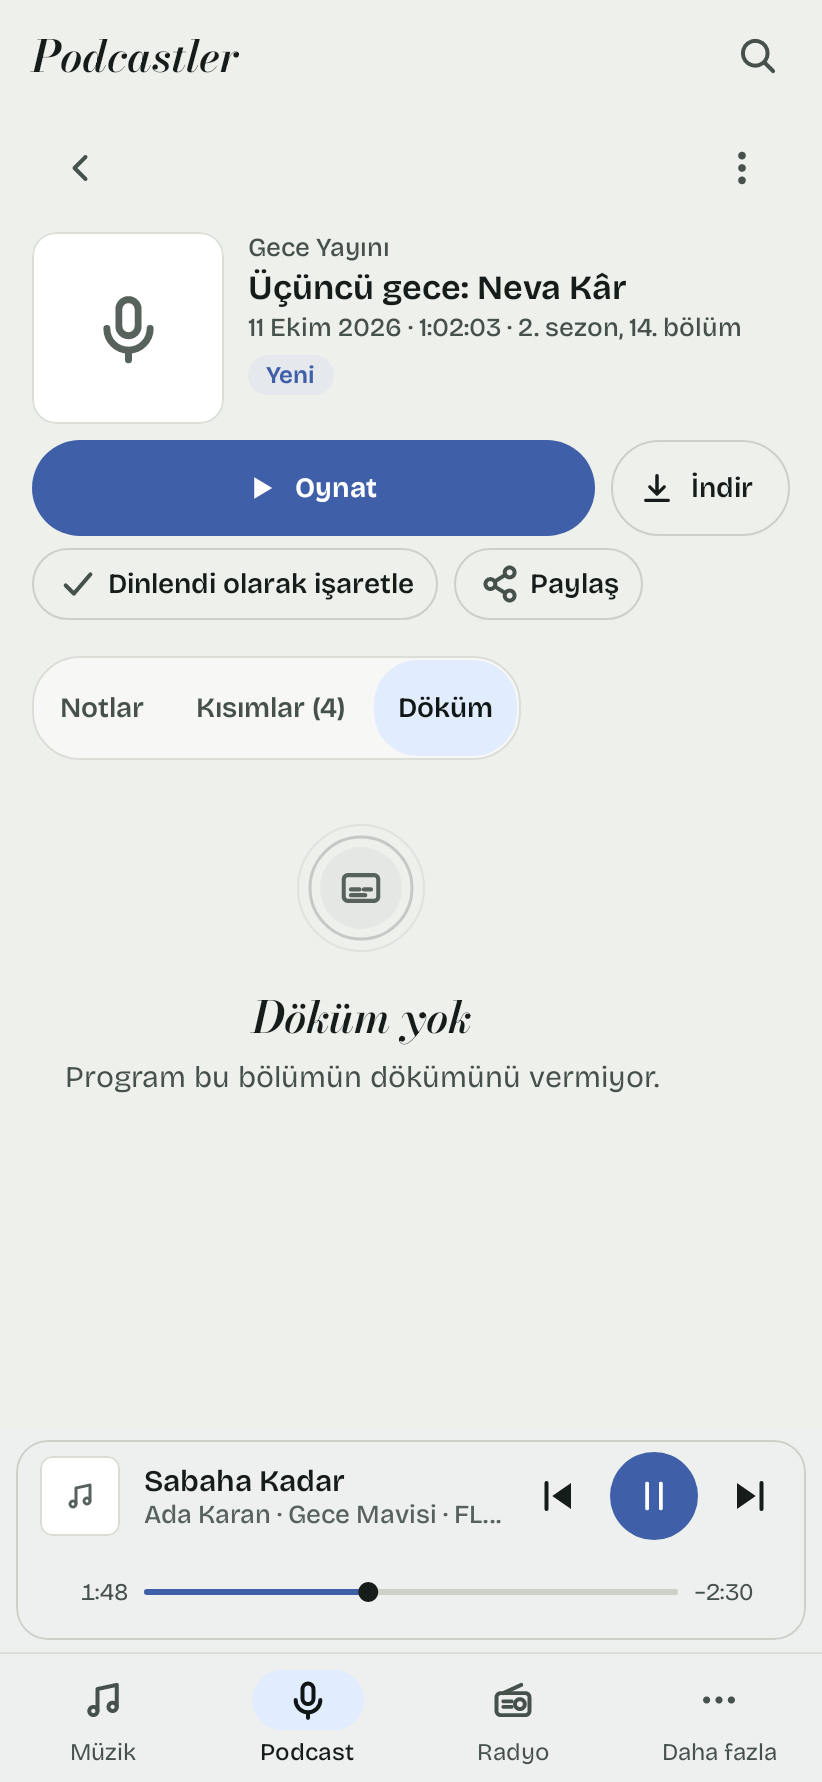 Podcastler
Gece Yayını
Üçüncü gece: Neva Kâr
11 Ekim 2026 · 1:02:03 · 2. sezon, 14. bölüm
Yeni
Oynat
İndir
Dinlendi olarak işaretle
Paylaş
Notlar
Kısımlar (4)
Döküm
Döküm yok
Program bu bölümün dökümünü vermiyor.
Sabaha Kadar
Ada Karan · Gece Mavisi · FL...
1:48
−2:30
Müzik
Podcast
Radyo
Daha fazla